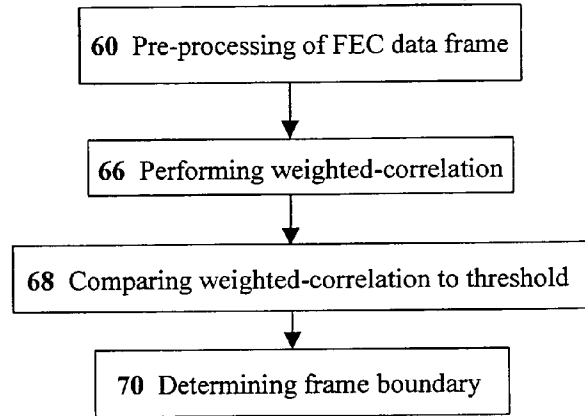 60 Pre-processing of FEC data frame
66 Performing weighted-correlation
68 Comparing weighted-correlation to threshold
70 Determining frame boundary